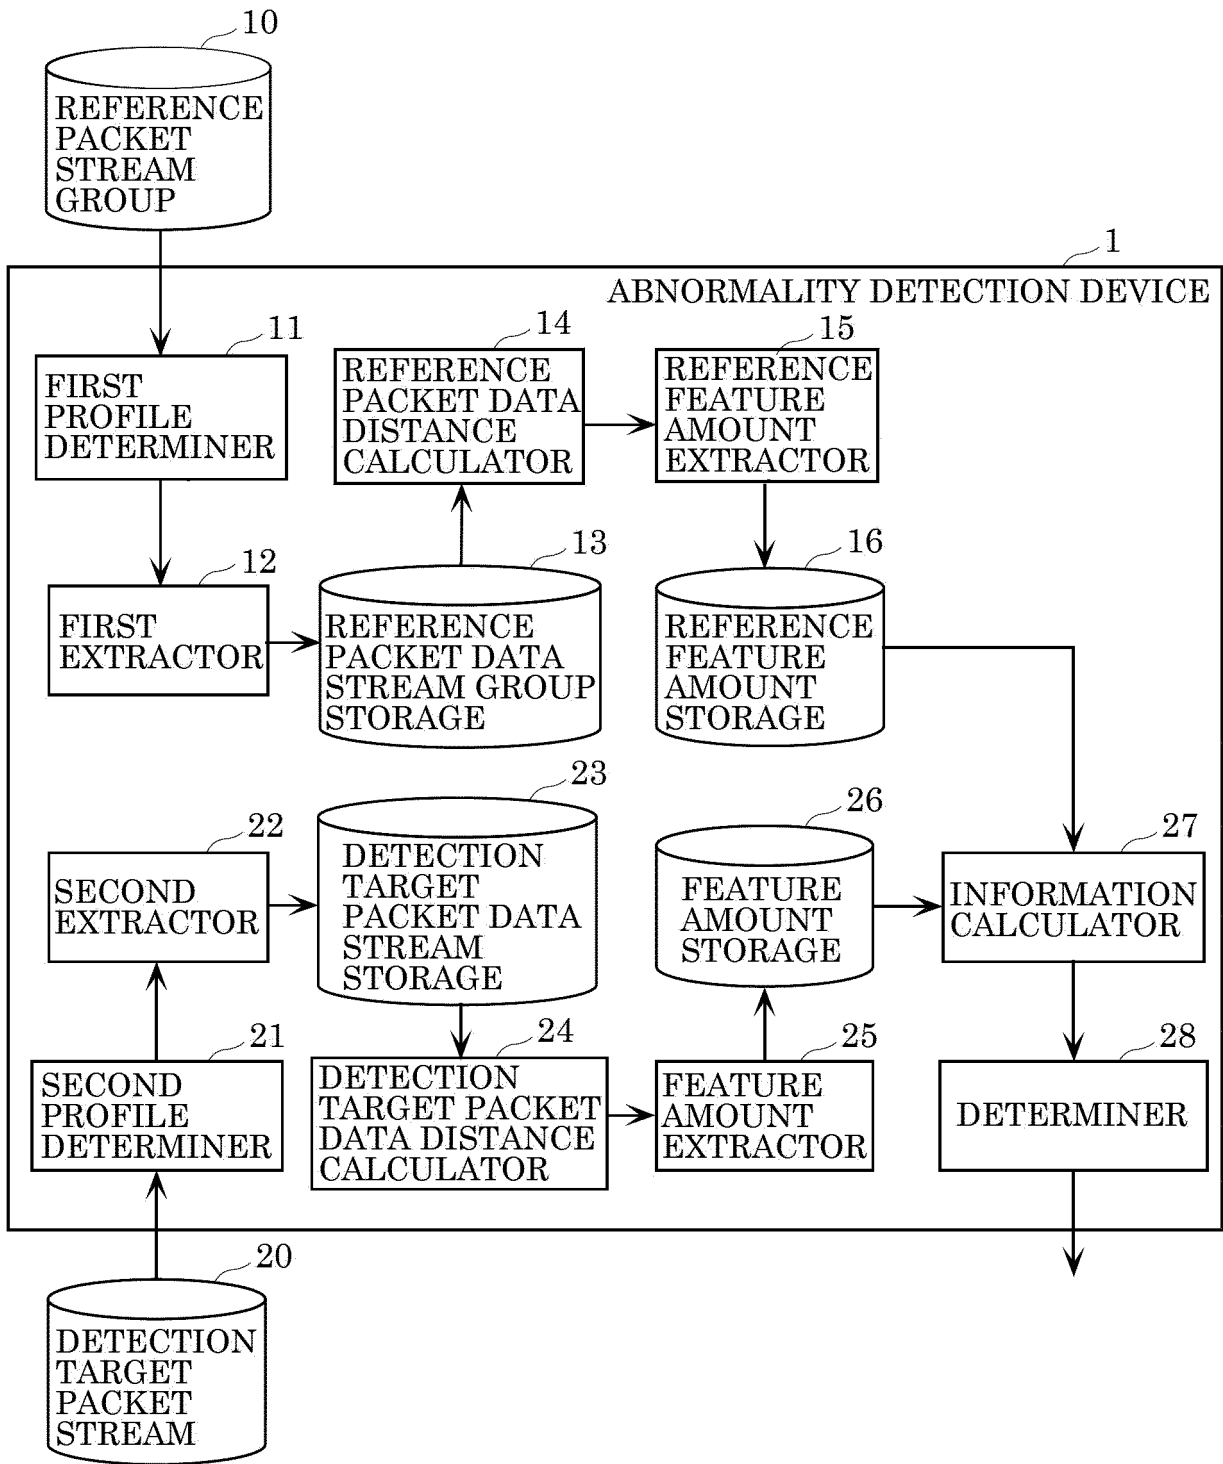 10
REFERENCE
PACKET
STREAM
GROUP
1
ABNORMALITY DETECTION DEVICE
11
FIRST
PROFILE
DETERMINER
14
REFERENCE
PACKET DATA
DISTANCE
CALCULATOR
15
REFERENCE
FEATURE
AMOUNT
EXTRACTOR
12
FIRST
EXTRACTOR
13
REFERENCE
PACKET DATA
STREAM GROUP
STORAGE
16
REFERENCE
FEATURE
AMOUNT
STORAGE
22
SECOND
EXTRACTOR
23
DETECTION
TARGET
PACKET DATA
STREAM
STORAGE
26
FEATURE
AMOUNT
STORAGE
27
INFORMATION
CALCULATOR
21
SECOND
PROFILE
DETERMINER
24
DETECTION
TARGET PACKET
DATA DISTANCE
CALCULATOR
25
FEATURE
AMOUNT
EXTRACTOR
28
DETERMINER
20
DETECTION
TARGET
PACKET
STREAM